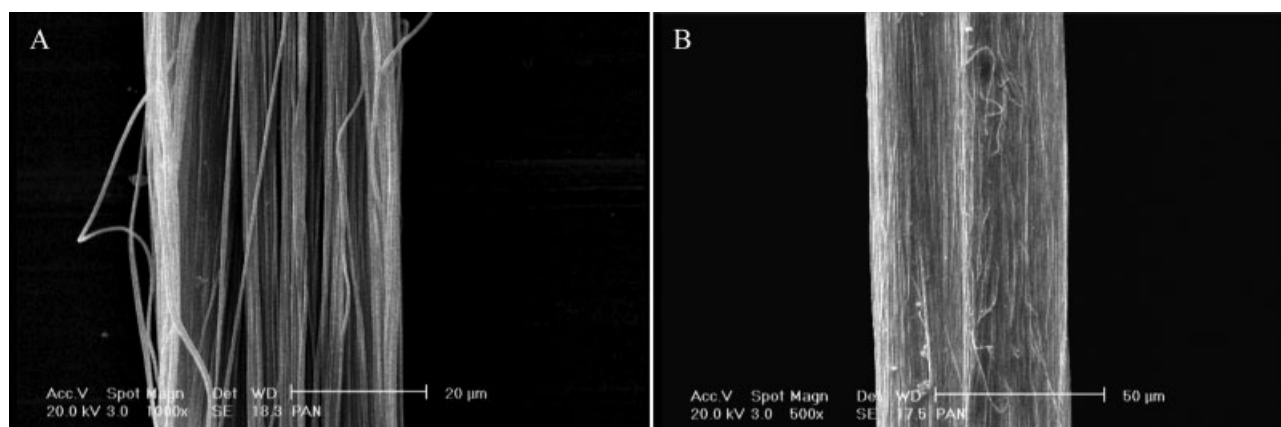 A
Acc.V Spot Magn Det WD 20 µm
20.0 kV 3.0 1000x SE 18.3 PAN
B
Acc.V Spot Magn Det WD 50 µm
20.0 kV 3.0 500x SE 17.5 PAN